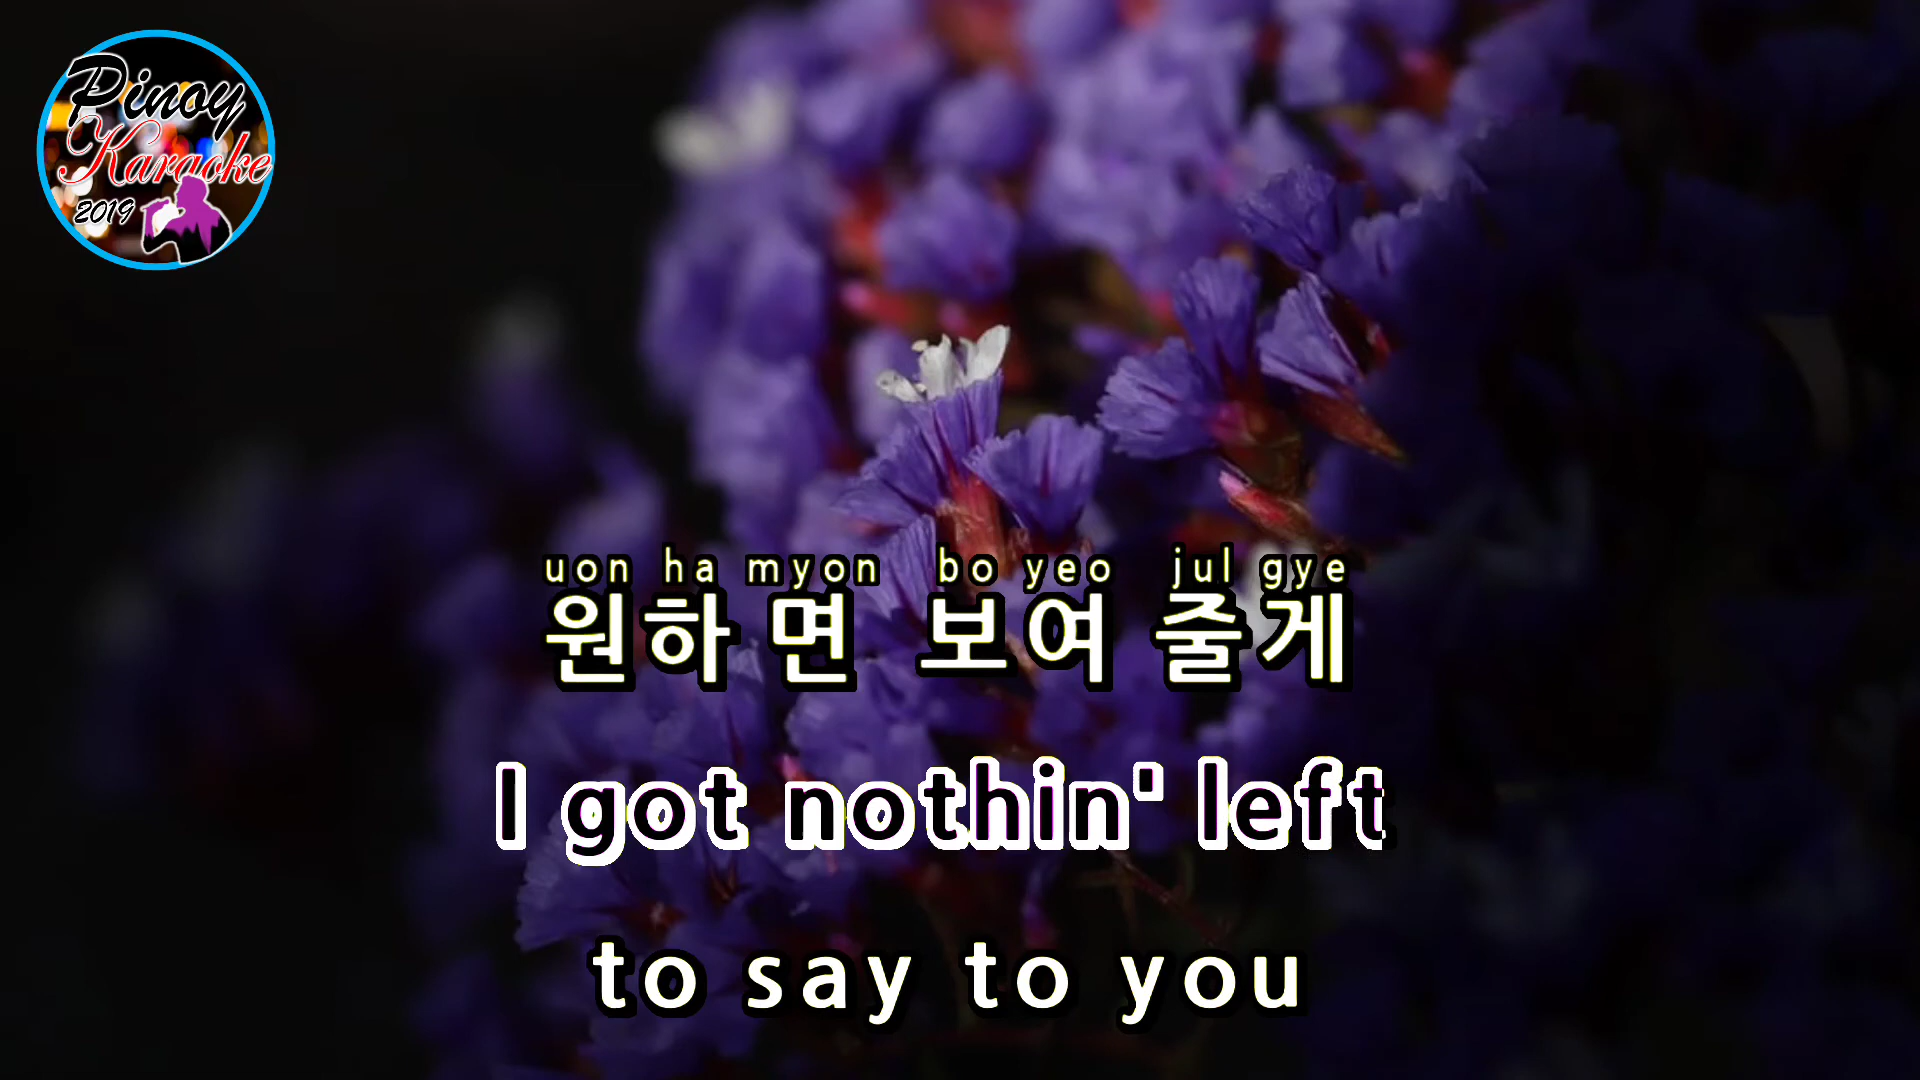 Pinoy
Karaoke
2019
uon ha myon bo yeo jul gye
원하면 보여 줄게
I got nothin' left
to say to you